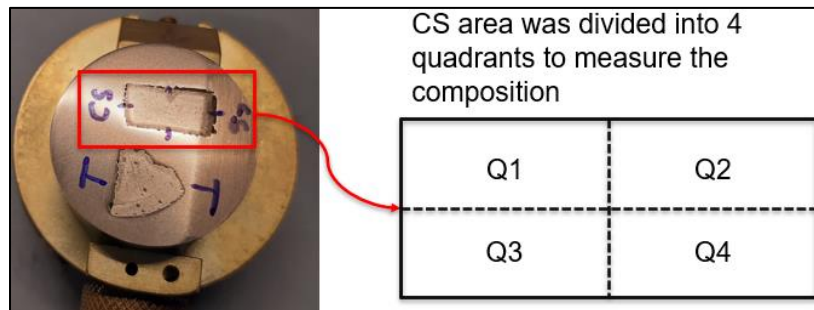 CS area was divided into 4
quadrants to measure the
composition
CS
CS
T
T
Q1
Q2
Q3
Q4